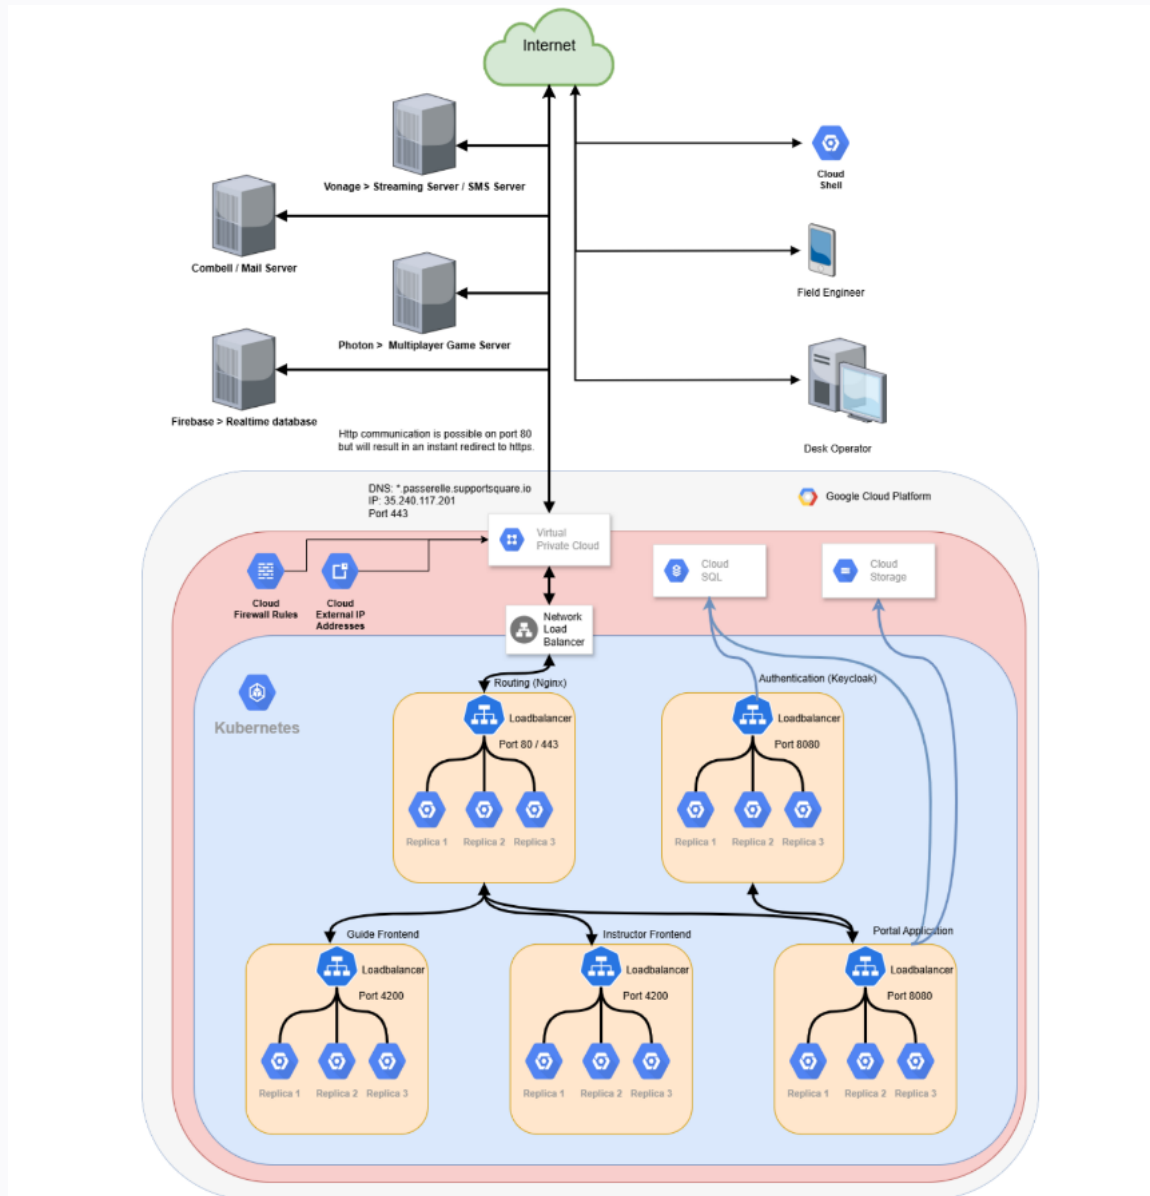 Internet
Vonage > Streaming Server / SMS Server
Cloud
Shell
Combell / Mail Server
Field Engineer
Photon >  Multiplayer Game Server
Firebase > Realtime database
Http communication is possible on port 80
but will result in an instant redirect to https.
Desk Operator
DNS: *.passerelle.supportsquare.io
IP: 35.240.117.201
Port 443
Google Cloud Platform
Virtual
Private Cloud
Cloud
SQL
Cloud
Storage
Cloud
Firewall Rules
Cloud
External IP
Addresses
Network
Load
Balancer
Kubernetes
Routing (Nginx)
Loadbalancer
Port 80 / 443
Replica 1
Replica 2
Replica 3
Authentication (Keycloak)
Loadbalancer
Port 8080
Replica 1
Replica 2
Replica 3
Guide Frontend
Loadbalancer
Port 4200
Replica 1
Replica 2
Replica 3
Instructor Frontend
Loadbalancer
Port 4200
Replica 1
Replica 2
Replica 3
Portal Application
Loadbalancer
Port 8080
Replica 1
Replica 2
Replica 3